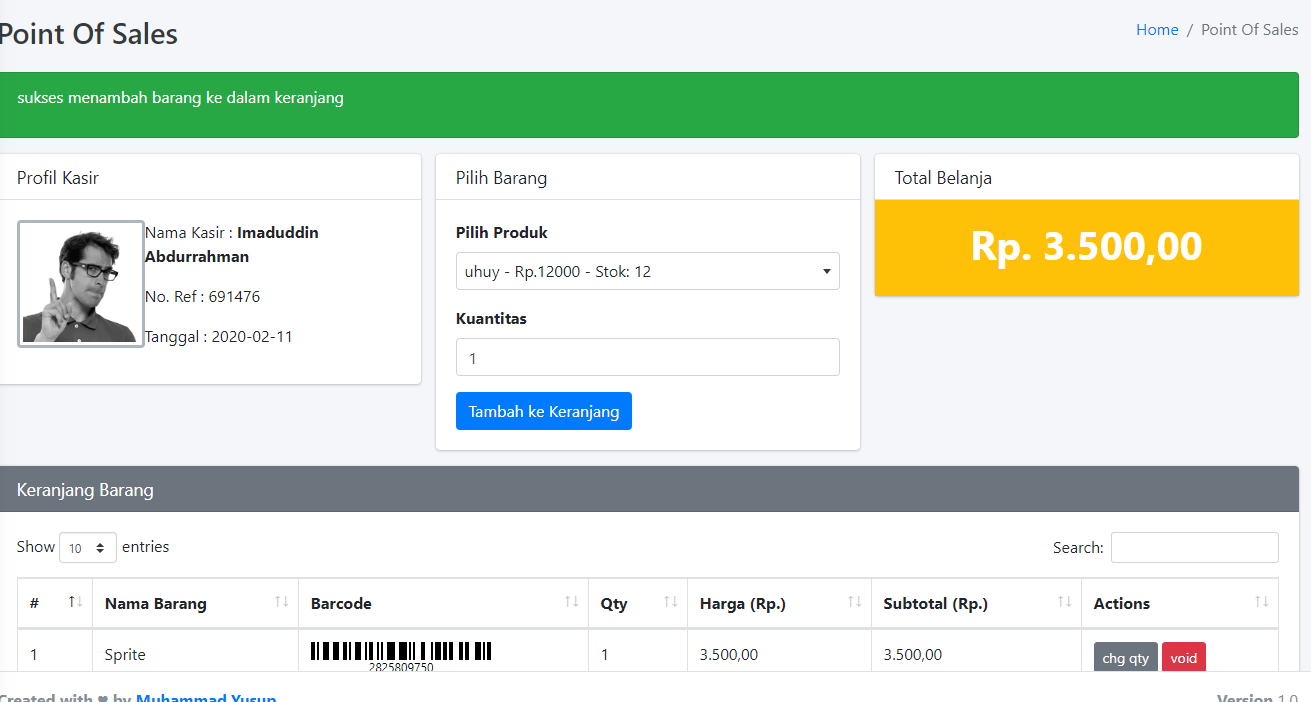 Point Of Sales
Home / Point Of Sales
sukses menambah barang ke dalam keranjang
Profil Kasir
Nama Kasir : Imaduddin
Abdurrahman
No. Ref : 691476
Tanggal : 2020-02-11
Pilih Barang
Pilih Produk
uhuy - Rp.12000 - Stok: 12
Kuantitas
1
Tambah ke Keranjang
Total Belanja
Rp. 3.500,00
Keranjang Barang
Show 10 entries
Search:
# Nama Barang Barcode Qty Harga (Rp.) Subtotal (Rp.) Actions
1 Sprite 2825809750 1 3.500,00 3.500,00 chg qty void
Created with ♥ by Muhammad Yusup
Version 1.0